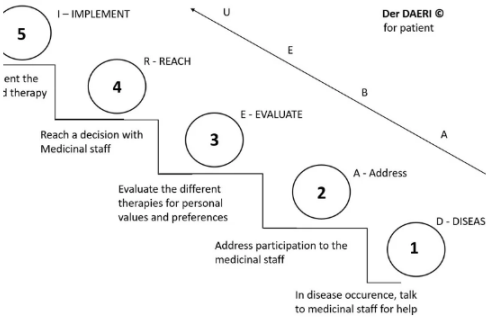 Der DAERI ©
for patient
U
E
B
A
5
I – IMPLEMENT
ent the
d therapy
4
R - REACH
Reach a decision with
Medicinal staff
3
E - EVALUATE
Evaluate the different
therapies for personal
values and preferences
2
A - Address
Address participation to the
medicinal staff
1
D - DISEAS
In disease occurence, talk
to medicinal staff for help